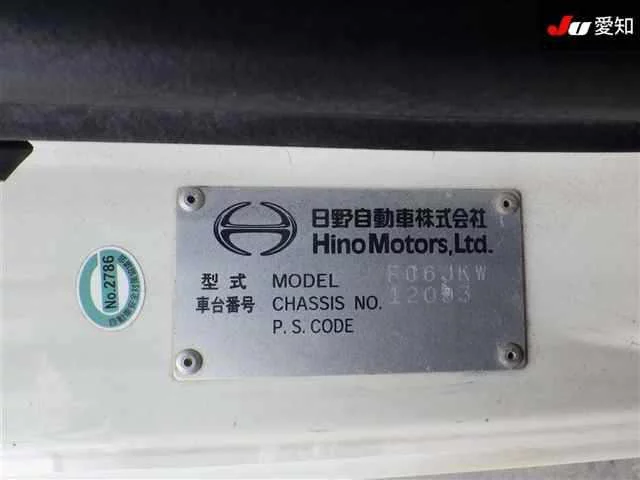 JU 愛知
日野自動車株式会社
Hino Motors, Ltd.
型式 MODEL
車台番号 CHASSIS NO.
P. S. CODE
No.2786